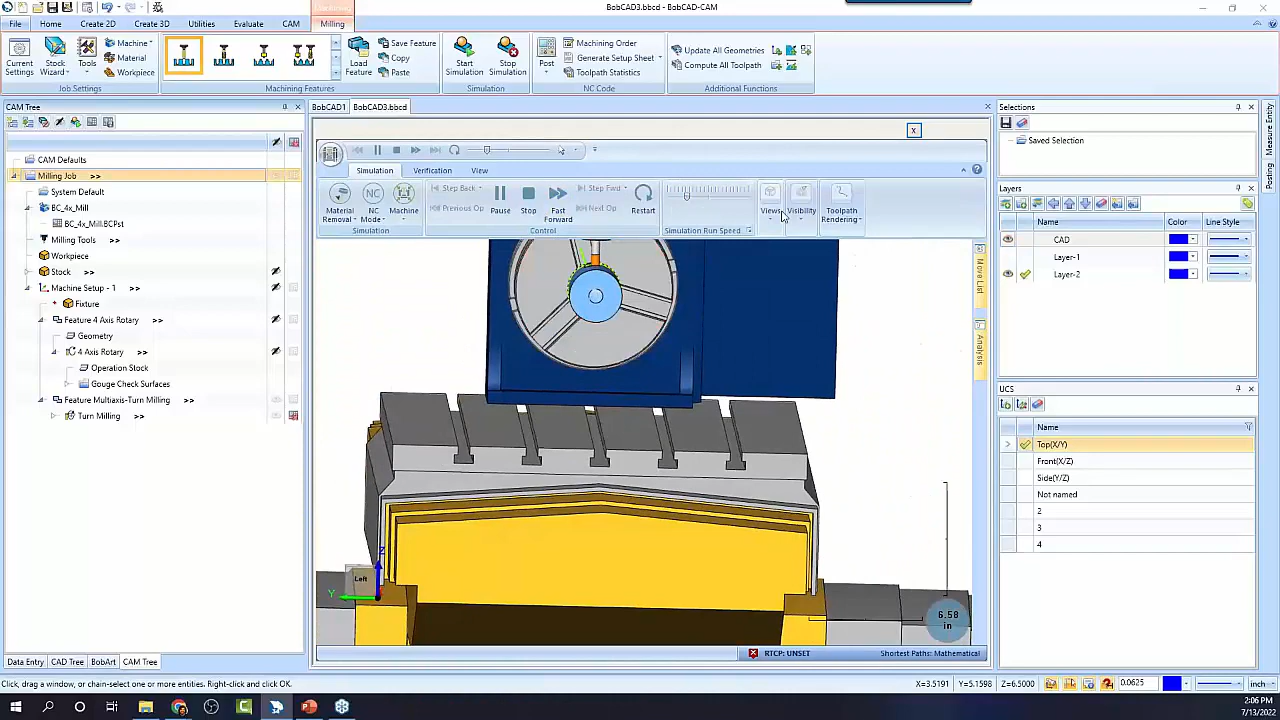 BobCAD3.bbcd - BobCAD-CAM
File Home Create 2D Create 3D Utilities Evaluate CAM Milling
Current Settings
Stock Wizard
Tools
Machine
Material
Workpiece
Job Settings
Load Feature
Save Feature
Copy
Paste
Machining Features
Start Simulation
Stop Simulation
Simulation
Post
Machining Order
Generate Setup Sheet
Toolpath Statistics
NC Code
Update All Geometries
Compute All Toolpath
Additional Functions
CAM Tree
CAM Defaults
Milling Job >>
System Default
BC_4x_Mill
BC_4x_Mill.BCPst
Milling Tools >>
Workpiece
Stock >>
Machine Setup - 1 >>
Fixture
Feature 4 Axis Rotary >>
Geometry
4 Axis Rotary >>
Operation Stock
Gouge Check Surfaces
Feature Multiaxis-Turn Milling >>
Turn Milling >>
Data Entry CAD Tree BobArt CAM Tree
BobCAD1 BobCAD3.bbcd
x
Simulation Verification View
Material Removal
NC Mode
Machine
Simulation
Step Back
Previous Op
Pause
Stop
Fast Forward
Step Fwd
Next Op
Restart
Control
Simulation Run Speed
Views
Visibility
Toolpath Rendering
Move List
Analysis
Left
Z
Y
6.58
in
RTCP: UNSET Shortest Paths: Mathematical
Selections
Saved Selection
Layers
Name Color Line Style
CAD
Layer-1
Layer-2
UCS
Name
Top(X/Y)
Front(X/Z)
Side(Y/Z)
Not named
2
3
4
Posture
Measure Entity
Click, drag a window, or chain-select one or more entities. Right-click and click OK.
X=3.5191 Y=5.1598 Z=6.5000 0.0625 inch
2:06 PM
7/13/2022